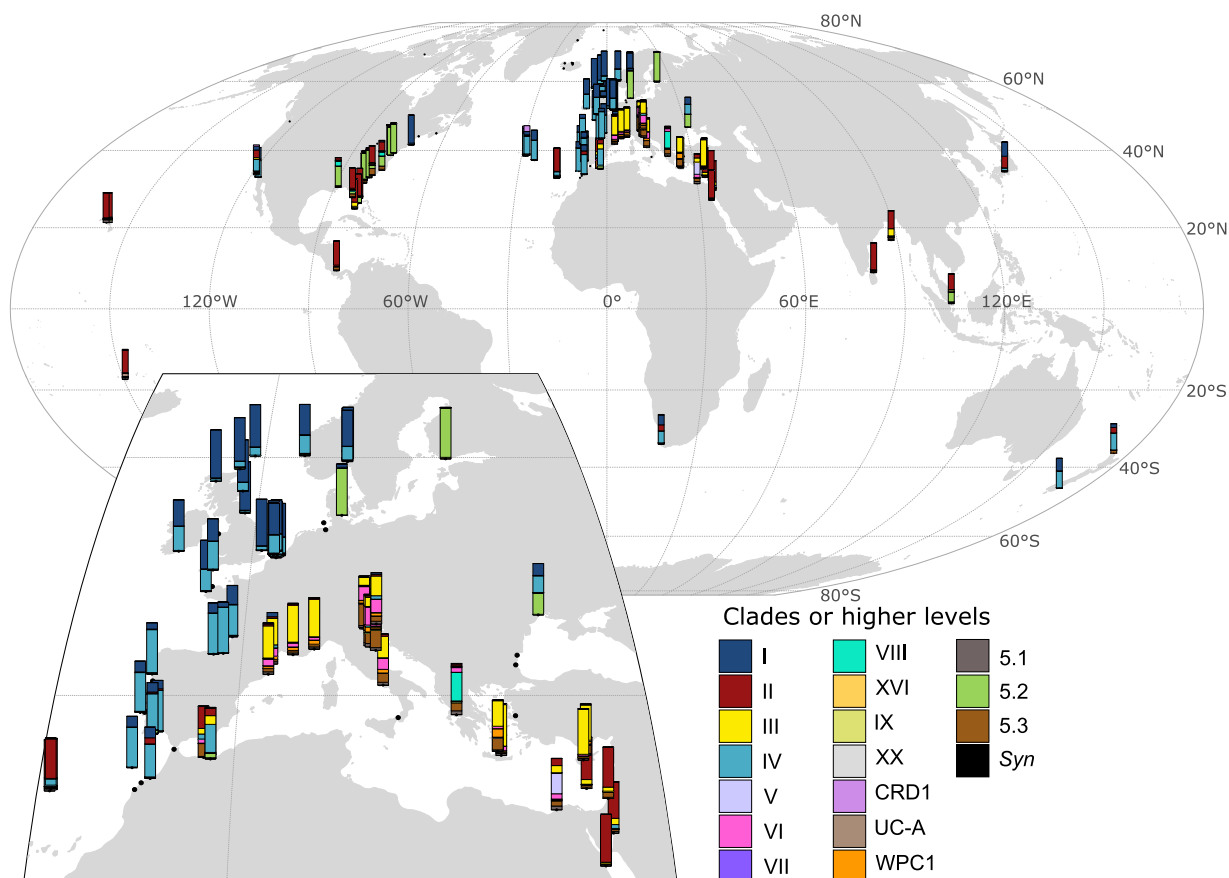 80°N
60°N
40°N
20°N
120°W
60°W
0°
60°E
120°E
20°S
40°S
60°S
80°S
Clades or higher levels
I
II
III
IV
V
VI
VII
VIII
XVI
IX
XX
CRD1
UC-A
WPC1
5.1
5.2
5.3
Syn